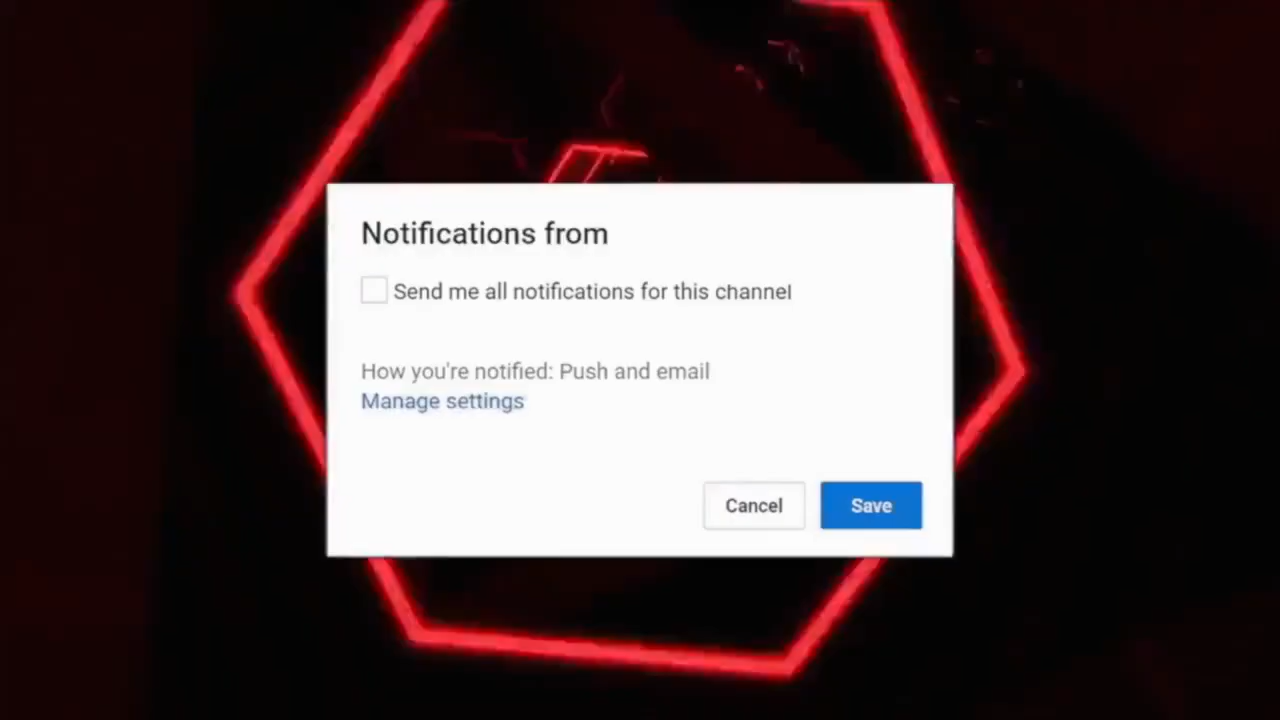 Notifications from
Send me all notifications for this channel
How you're notified: Push and email
Manage settings
Cancel
Save